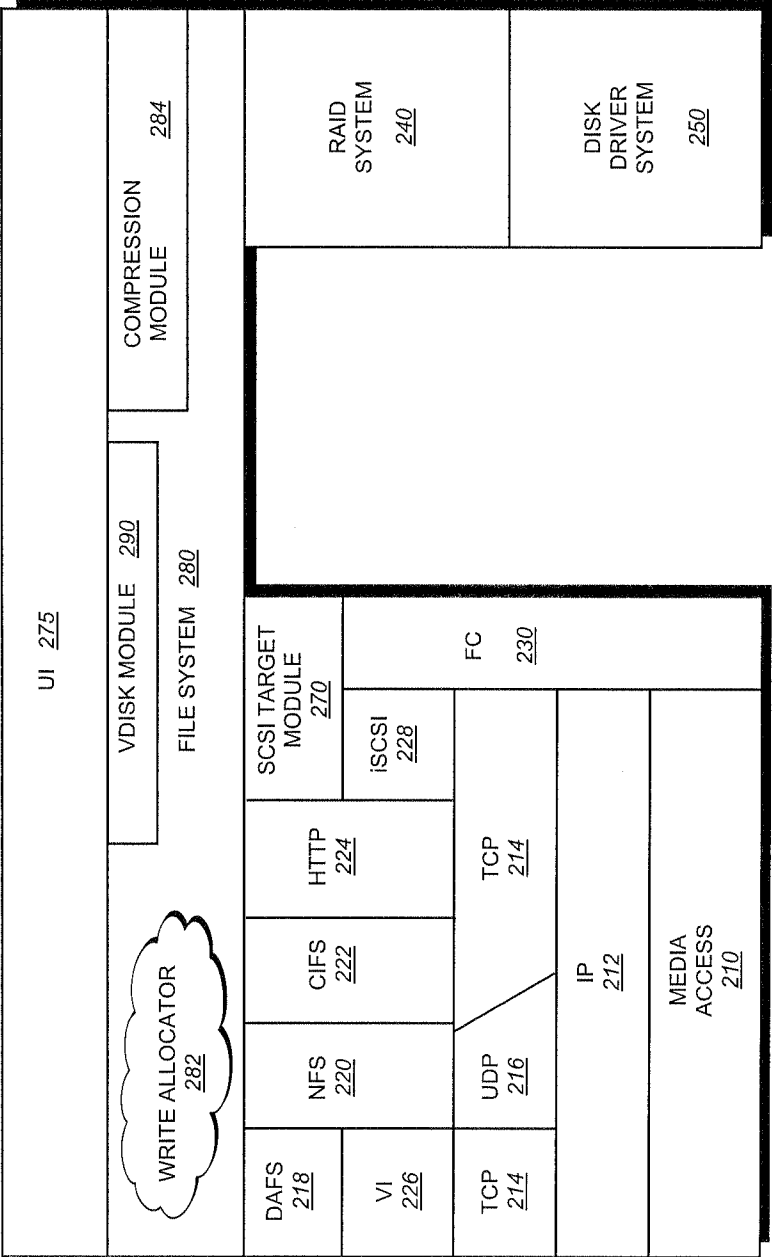 UI 275
WRITE ALLOCATOR
282
VDISK MODULE 290
FILE SYSTEM 280
COMPRESSION
MODULE 284
DAFS
218
VI
226
TCP
214
NFS
220
UDP
216
CIFS
222
HTTP
224
TCP
214
SCSI TARGET
MODULE
270
iSCSI
228
FC
230
IP
212
MEDIA
ACCESS
210
RAID
SYSTEM
240
DISK
DRIVER
SYSTEM
250